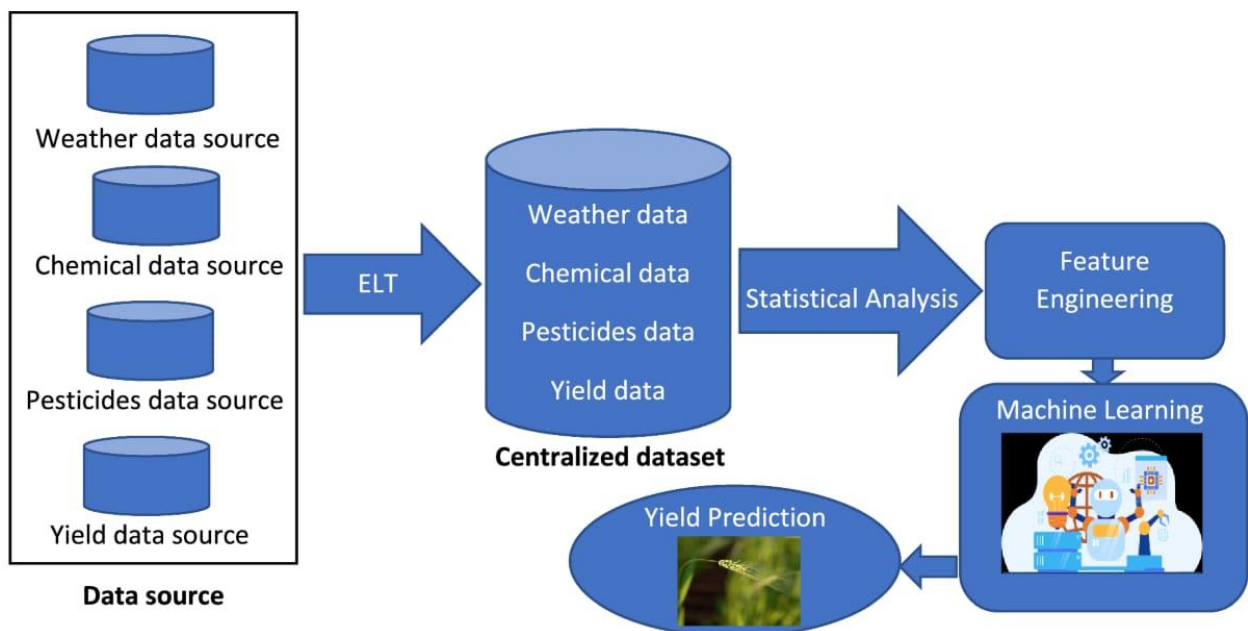 Weather data source
Chemical data source
Pesticides data source
Yield data source
Data source
ELT
Weather data
Chemical data
Pesticides data
Yield data
Centralized dataset
Statistical Analysis
Feature
Engineering
Machine Learning
Yield Prediction